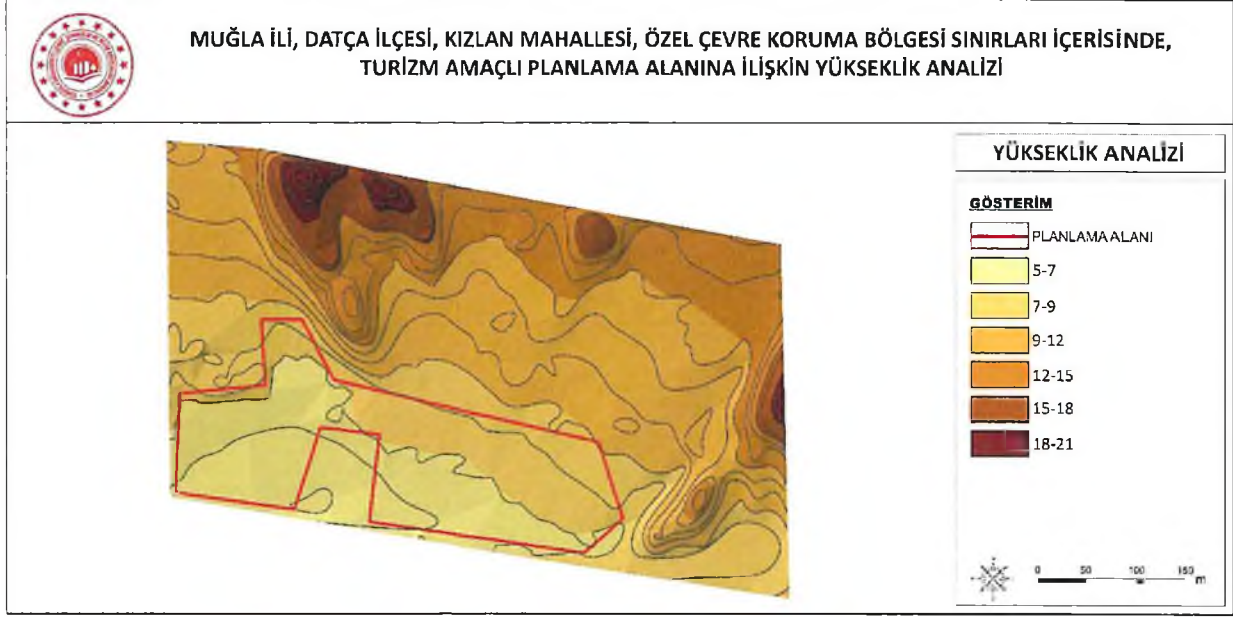 MUĞLA İLİ, DATÇA İLÇESİ, KIZLAN MAHALLESİ, ÖZEL ÇEVRE KORUMA BÖLGESİ SINIRLARI İÇERİSİNDE,
TURİZM AMAÇLI PLANLAMA ALANINA İLİŞKİN YÜKSEKLİK ANALİZİ
YÜKSEKLİK ANALİZİ
GÖSTERİM
PLANLAMA ALANI
5-7
7-9
9-12
12-15
15-18
18-21
0 50 100 150
m